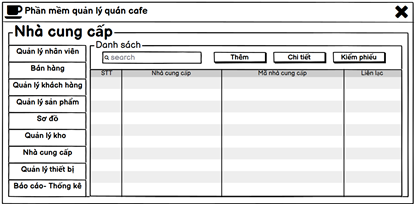 Phần mềm quản lý quán cafe
Nhà cung cấp
Danh sách
search
Thêm
Chi tiết
Kiểm phiếu
STT
Nhà cung cấp
Mã nhà cung cấp
Liên lạc
Quản lý nhân viên
Bán hàng
Quản lý khách hàng
Quản lý sản phẩm
Sơ đồ
Quản lý kho
Nhà cung cấp
Quản lý thiết bị
Báo cáo- Thống kê